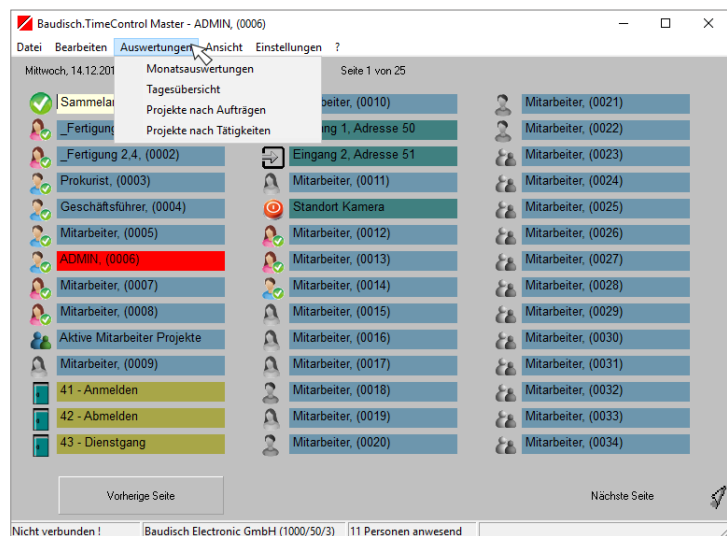 Baudisch.TimeControl Master - ADMIN, (0006)
Datei Bearbeiten Auswertungen Ansicht Einstellungen ?
Mittwoch, 14.12.201
Seite 1 von 25
Monatsauswertungen
Tagesübersicht
Projekte nach Aufträgen
Projekte nach Tätigkeiten
_Fertigung 2,4, (0002)
Prokurist, (0003)
Geschäftsführer, (0004)
Mitarbeiter, (0005)
ADMIN, (0006)
Mitarbeiter, (0007)
Mitarbeiter, (0008)
Aktive Mitarbeiter Projekte
Mitarbeiter, (0009)
41 - Anmelden
42 - Abmelden
43 - Dienstgang
beiter, (0010)
ng 1, Adresse 50
Eingang 2, Adresse 51
Mitarbeiter, (0011)
Standort Kamera
Mitarbeiter, (0012)
Mitarbeiter, (0013)
Mitarbeiter, (0014)
Mitarbeiter, (0015)
Mitarbeiter, (0016)
Mitarbeiter, (0017)
Mitarbeiter, (0018)
Mitarbeiter, (0019)
Mitarbeiter, (0020)
Mitarbeiter, (0021)
Mitarbeiter, (0022)
Mitarbeiter, (0023)
Mitarbeiter, (0024)
Mitarbeiter, (0025)
Mitarbeiter, (0026)
Mitarbeiter, (0027)
Mitarbeiter, (0028)
Mitarbeiter, (0029)
Mitarbeiter, (0030)
Mitarbeiter, (0031)
Mitarbeiter, (0032)
Mitarbeiter, (0033)
Mitarbeiter, (0034)
Vorherige Seite
Nächste Seite
Nicht verbunden !
Baudisch Electronic GmbH (1000/50/3)
11 Personen anwesend